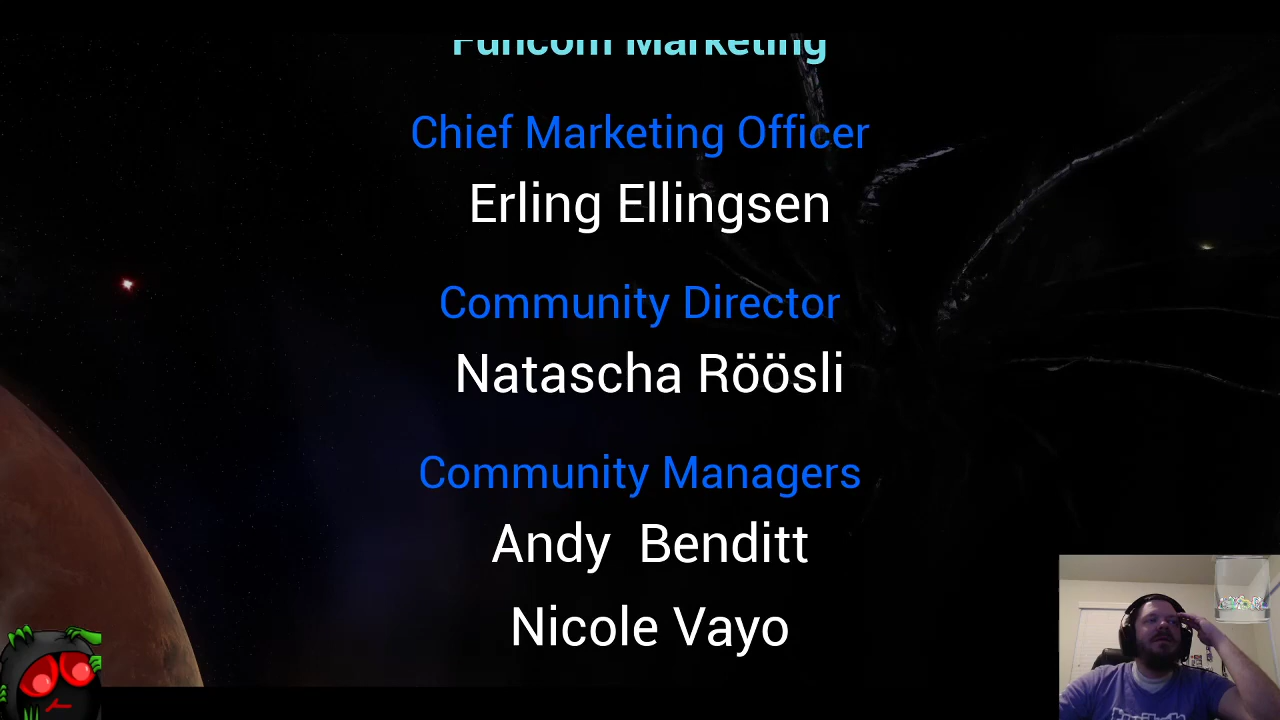 Funcom Marketing
Chief Marketing Officer
Erling Ellingsen
Community Director
Natascha Röösli
Community Managers
Andy  Benditt
Nicole Vayo